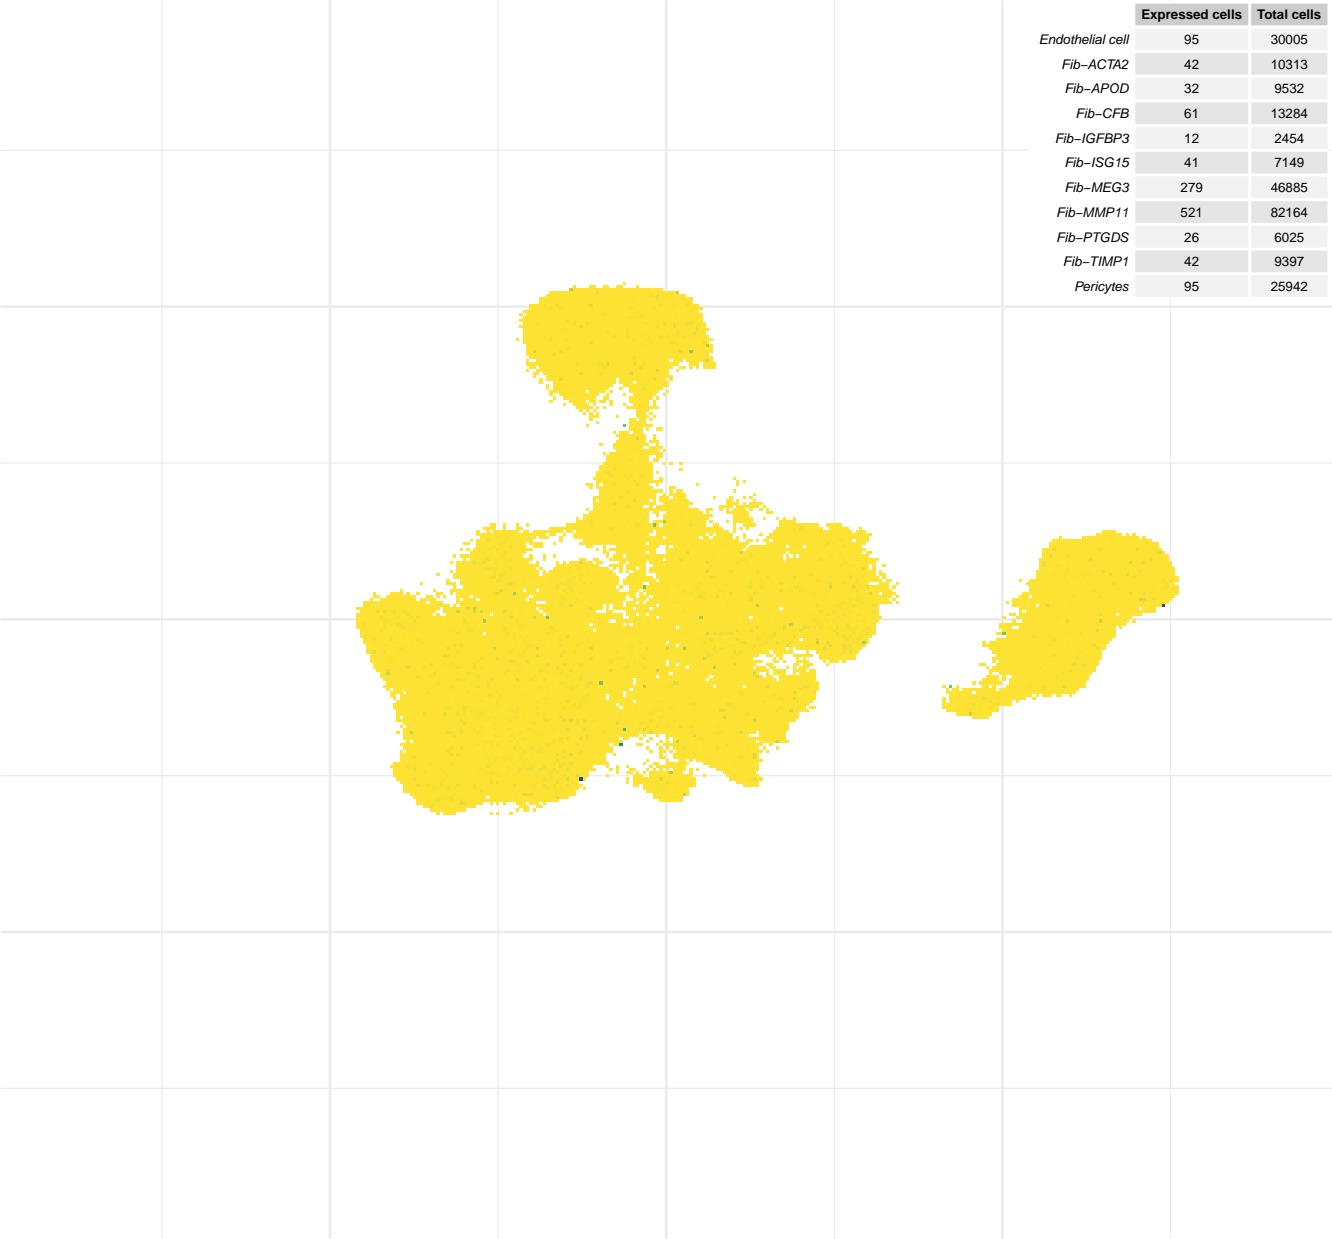 Expressed cells Total cells
Endothelial cell 95 30005
Fib−ACTA2 42 10313
Fib−APOD 32 9532
Fib−CFB 61 13284
Fib−IGFBP3 12 2454
Fib−ISG15 41 7149
Fib−MEG3 279 46885
Fib−MMP11 521 82164
Fib−PTGDS 26 6025
Fib−TIMP1 42 9397
Pericytes 95 25942